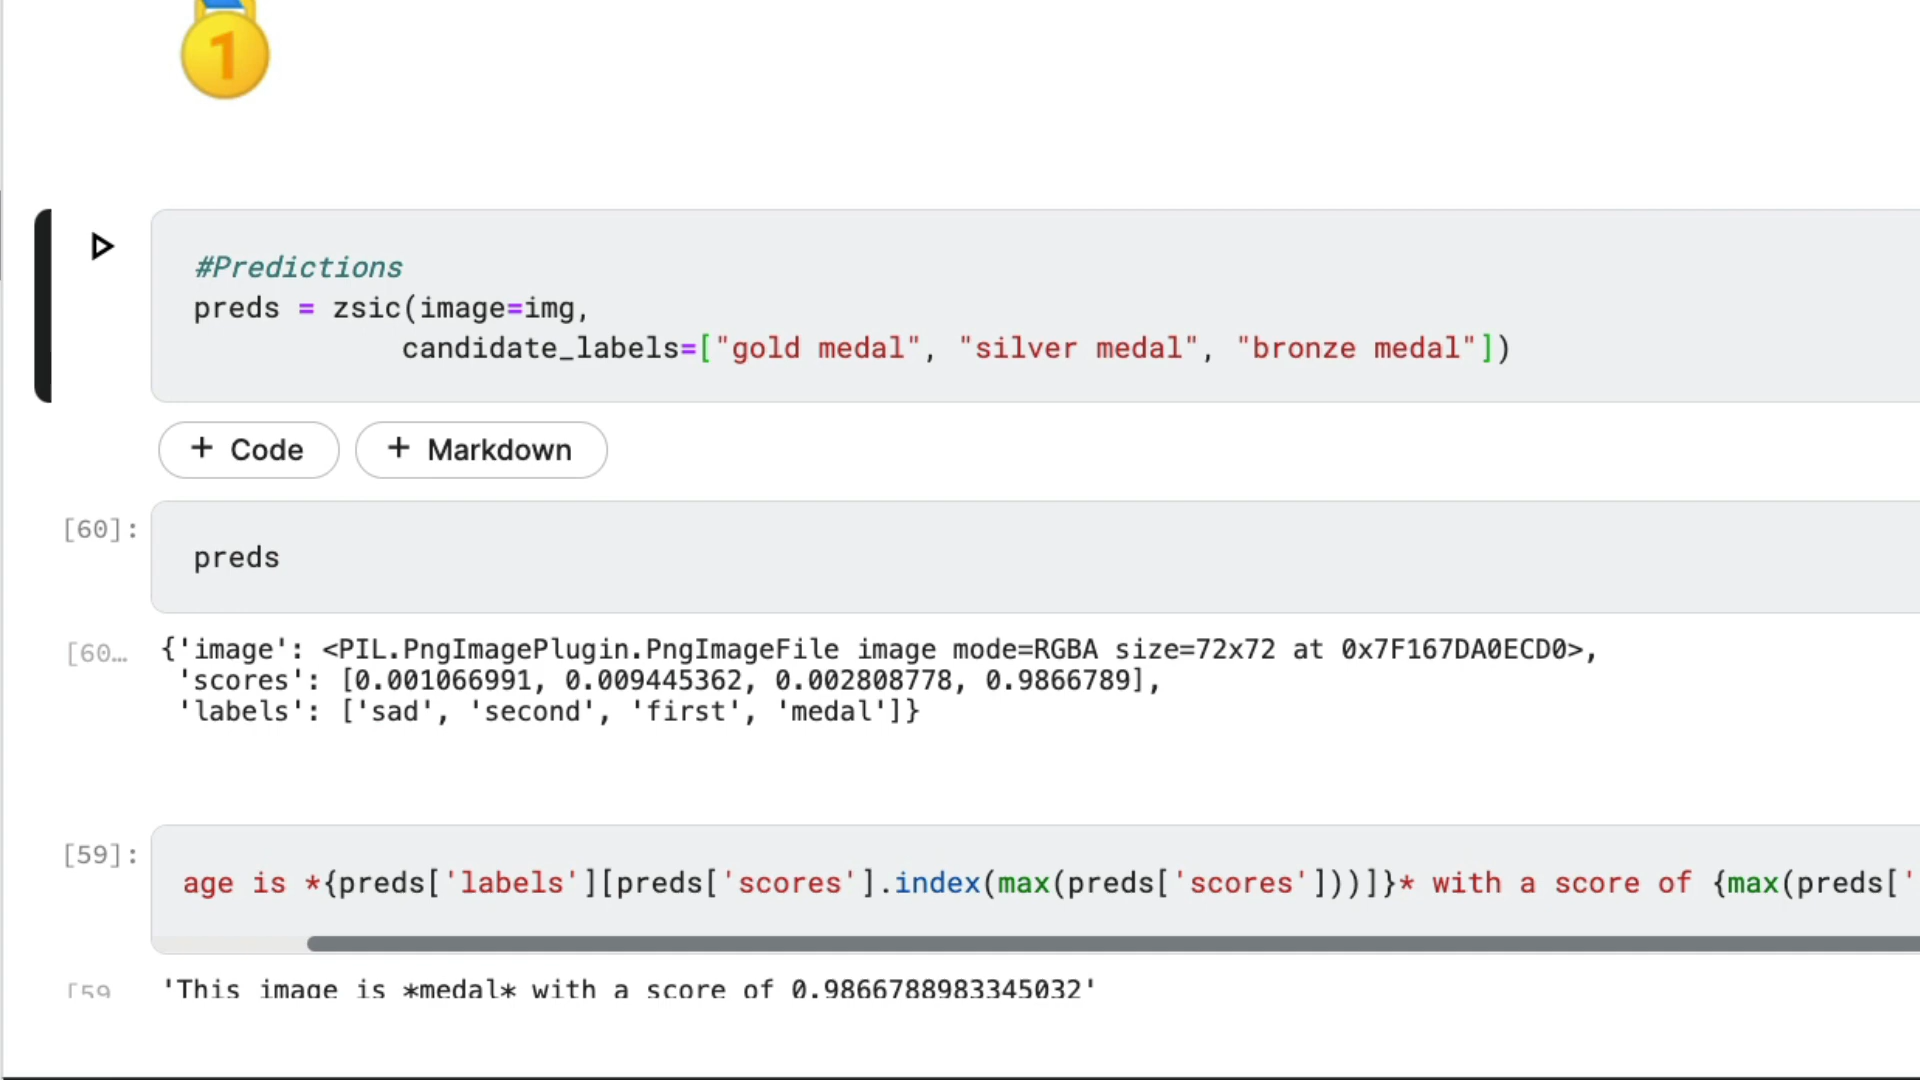 1
#Predictions
preds = zsic(image=img,
candidate_labels=["gold medal", "silver medal", "bronze medal"])
+ Code + Markdown
[60]:
preds
[60… {'image': <PIL.PngImagePlugin.PngImageFile image mode=RGBA size=72x72 at 0x7F167DA0ECD0>,
'scores': [0.001066991, 0.009445362, 0.002808778, 0.9866789],
'labels': ['sad', 'second', 'first', 'medal']}
[59]:
age is *{preds['labels'][preds['scores'].index(max(preds['scores']))]}* with a score of {max(preds['
[59 'This image is *medal* with a score of 0.9866788983345032'